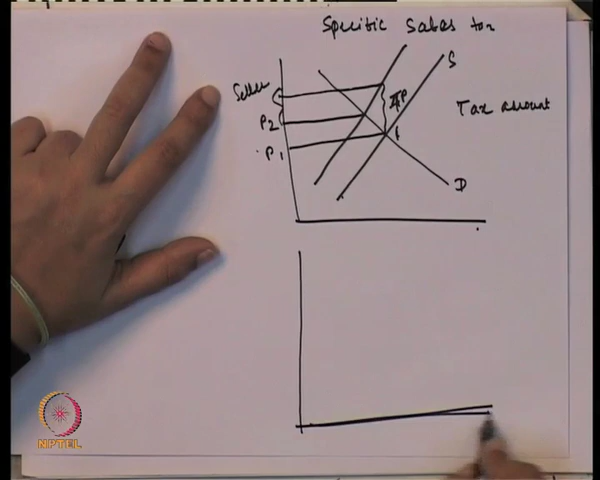 Specific Sales tax
S
Seller
P
Tax amount
P2
P1
D
NPTEL